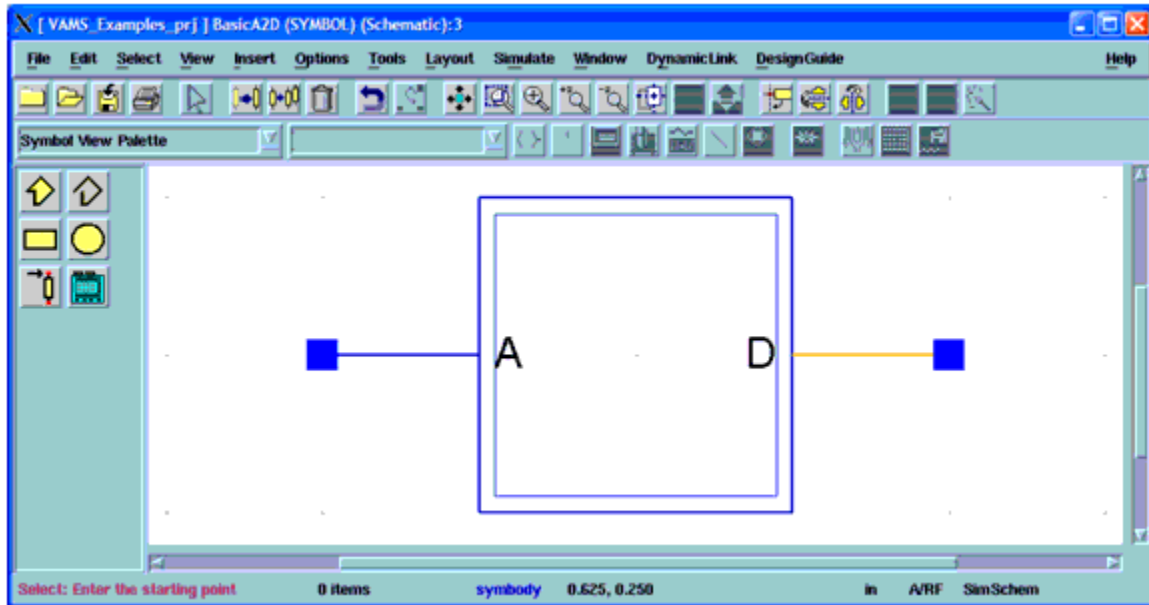 [ VAMS_Examples_prj ] BasicA2D (SYMBOL) (Schematic):3
File Edit Select View Insert Options Tools Layout Simulate Window DynamicLink DesignGuide Help
Symbol View Palette
A D
Select: Enter the starting point 0 items symbody 0.625, 0.250 in A/RF SimSchem